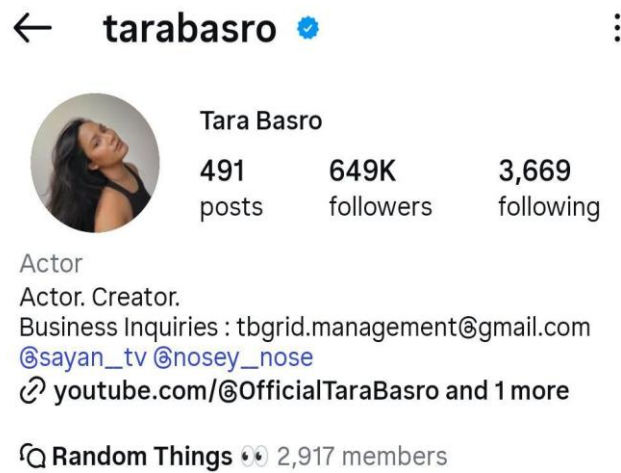 tarabasro
Tara Basro
491 649K 3,669
posts followers following
Actor
Actor. Creator.
Business Inquiries : tbgrid.management@gmail.com
@sayan_tv @nosey_nose
youtube.com/@OfficialTaraBasro and 1 more
Random Things 👀 2,917 members